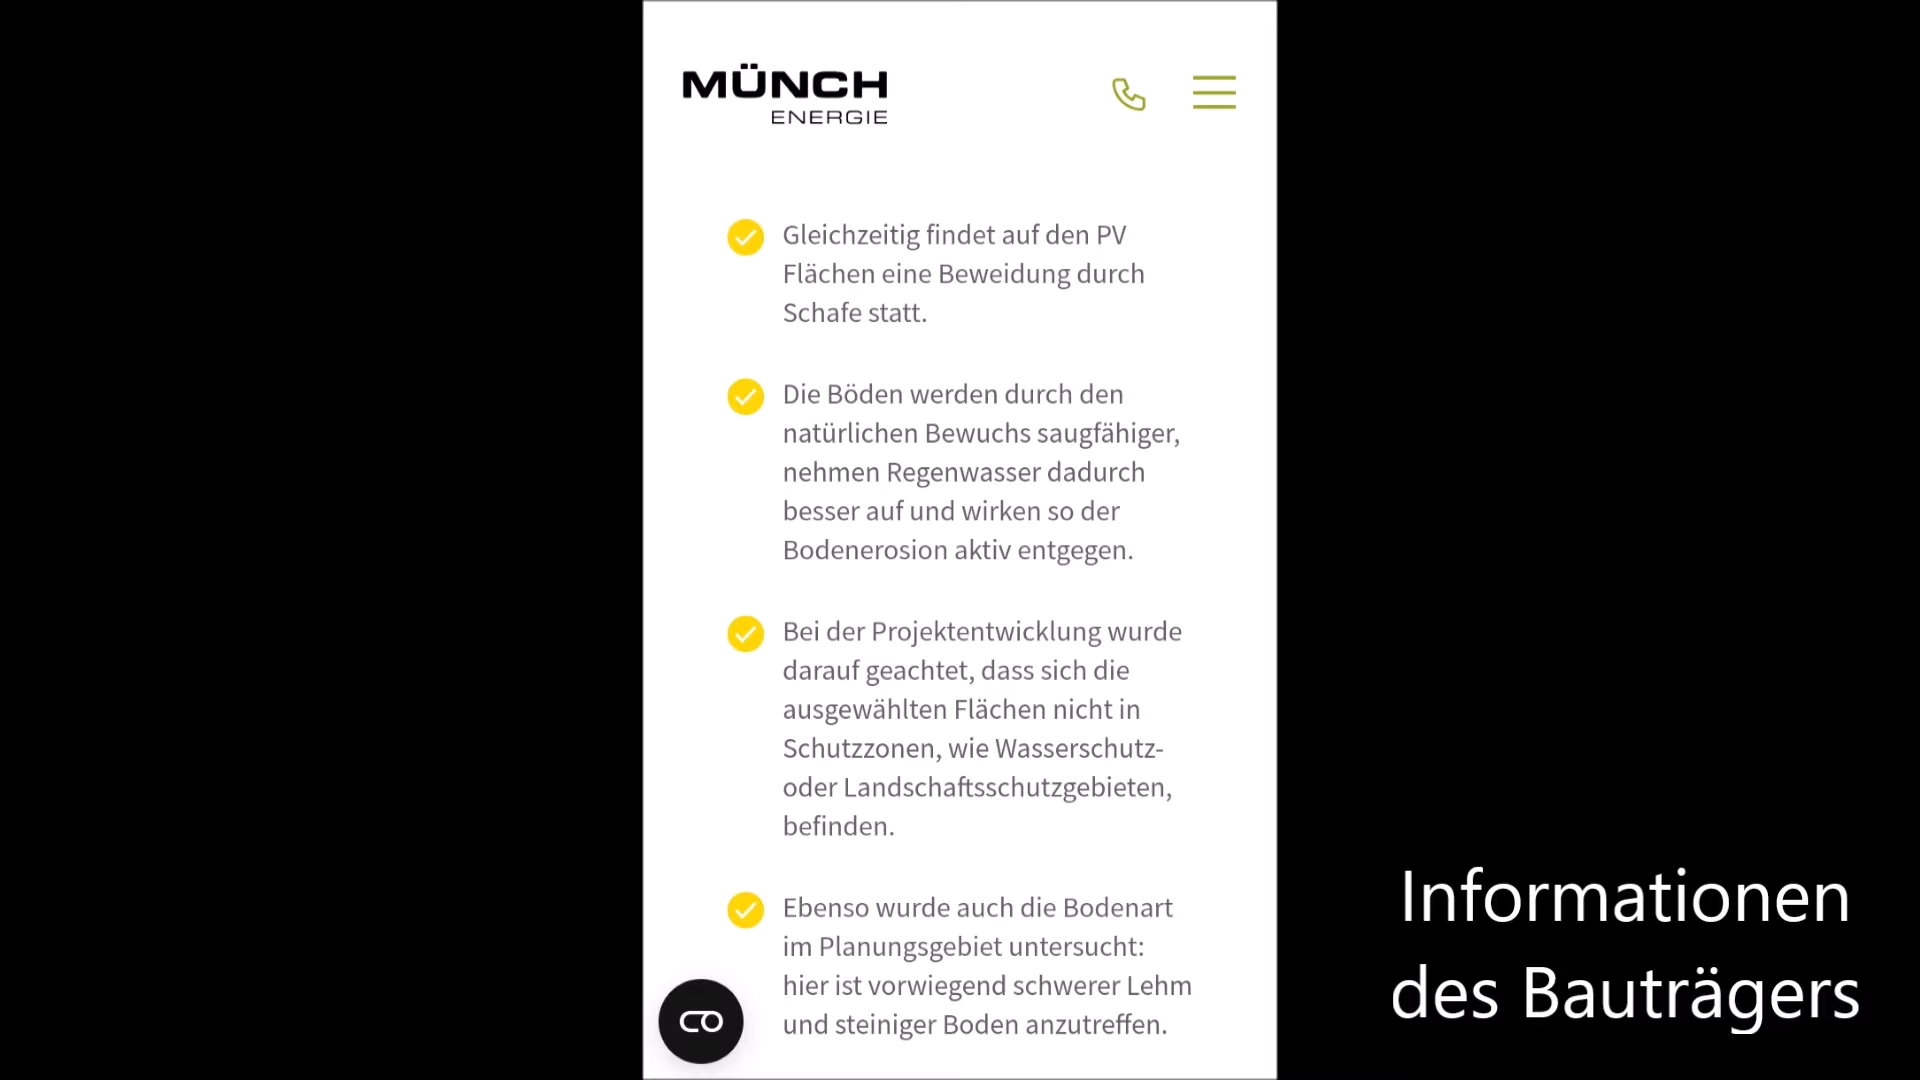 MÜNCH
ENERGIE
Gleichzeitig findet auf den PV
Flächen eine Beweidung durch
Schafe statt.
Die Böden werden durch den
natürlichen Bewuchs saugfähiger,
nehmen Regenwasser dadurch
besser auf und wirken so der
Bodenerosion aktiv entgegen.
Bei der Projektentwicklung wurde
darauf geachtet, dass sich die
ausgewählten Flächen nicht in
Schutzzonen, wie Wasserschutz-
oder Landschaftsschutzgebieten,
befinden.
Ebenso wurde auch die Bodenart
im Planungsgebiet untersucht:
hier ist vorwiegend schwerer Lehm
und steiniger Boden anzutreffen.
Informationen
des Bauträgers